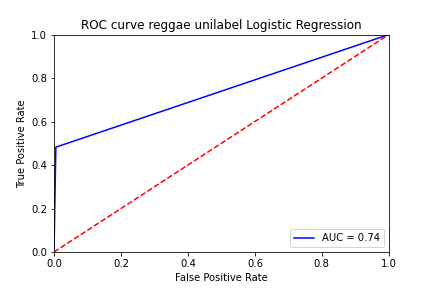 ROC curve reggae unilabel Logistic Regression
1.0
0.8
0.6
0.4
0.2
0.0
True Positive Rate
AUC = 0.74
0.0 0.2 0.4 0.6 0.8 1.0
False Positive Rate